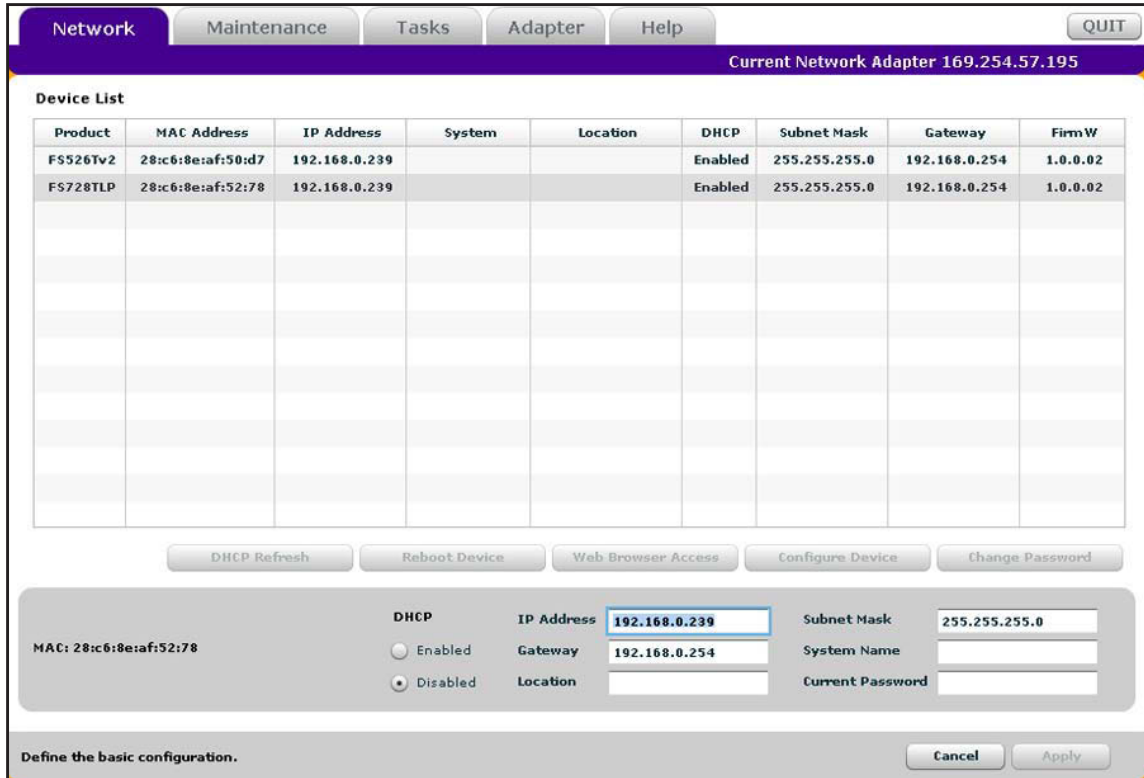 Network Maintenance Tasks Adapter Help QUIT
Current Network Adapter 169.254.57.195
Device List
Product MAC Address IP Address System Location DHCP Subnet Mask Gateway FirmW
FS526Tv2 28:c6:8e:af:50:d7 192.168.0.239 Enabled 255.255.255.0 192.168.0.254 1.0.0.02
FS728TLP 28:c6:8e:af:52:78 192.168.0.239 Enabled 255.255.255.0 192.168.0.254 1.0.0.02
DHCP Refresh Reboot Device Web Browser Access Configure Device Change Password
DHCP IP Address 192.168.0.239 Subnet Mask 255.255.255.0
MAC: 28:c6:8e:af:52:78 Enabled Gateway 192.168.0.254 System Name
Disabled Location Current Password
Define the basic configuration. Cancel Apply